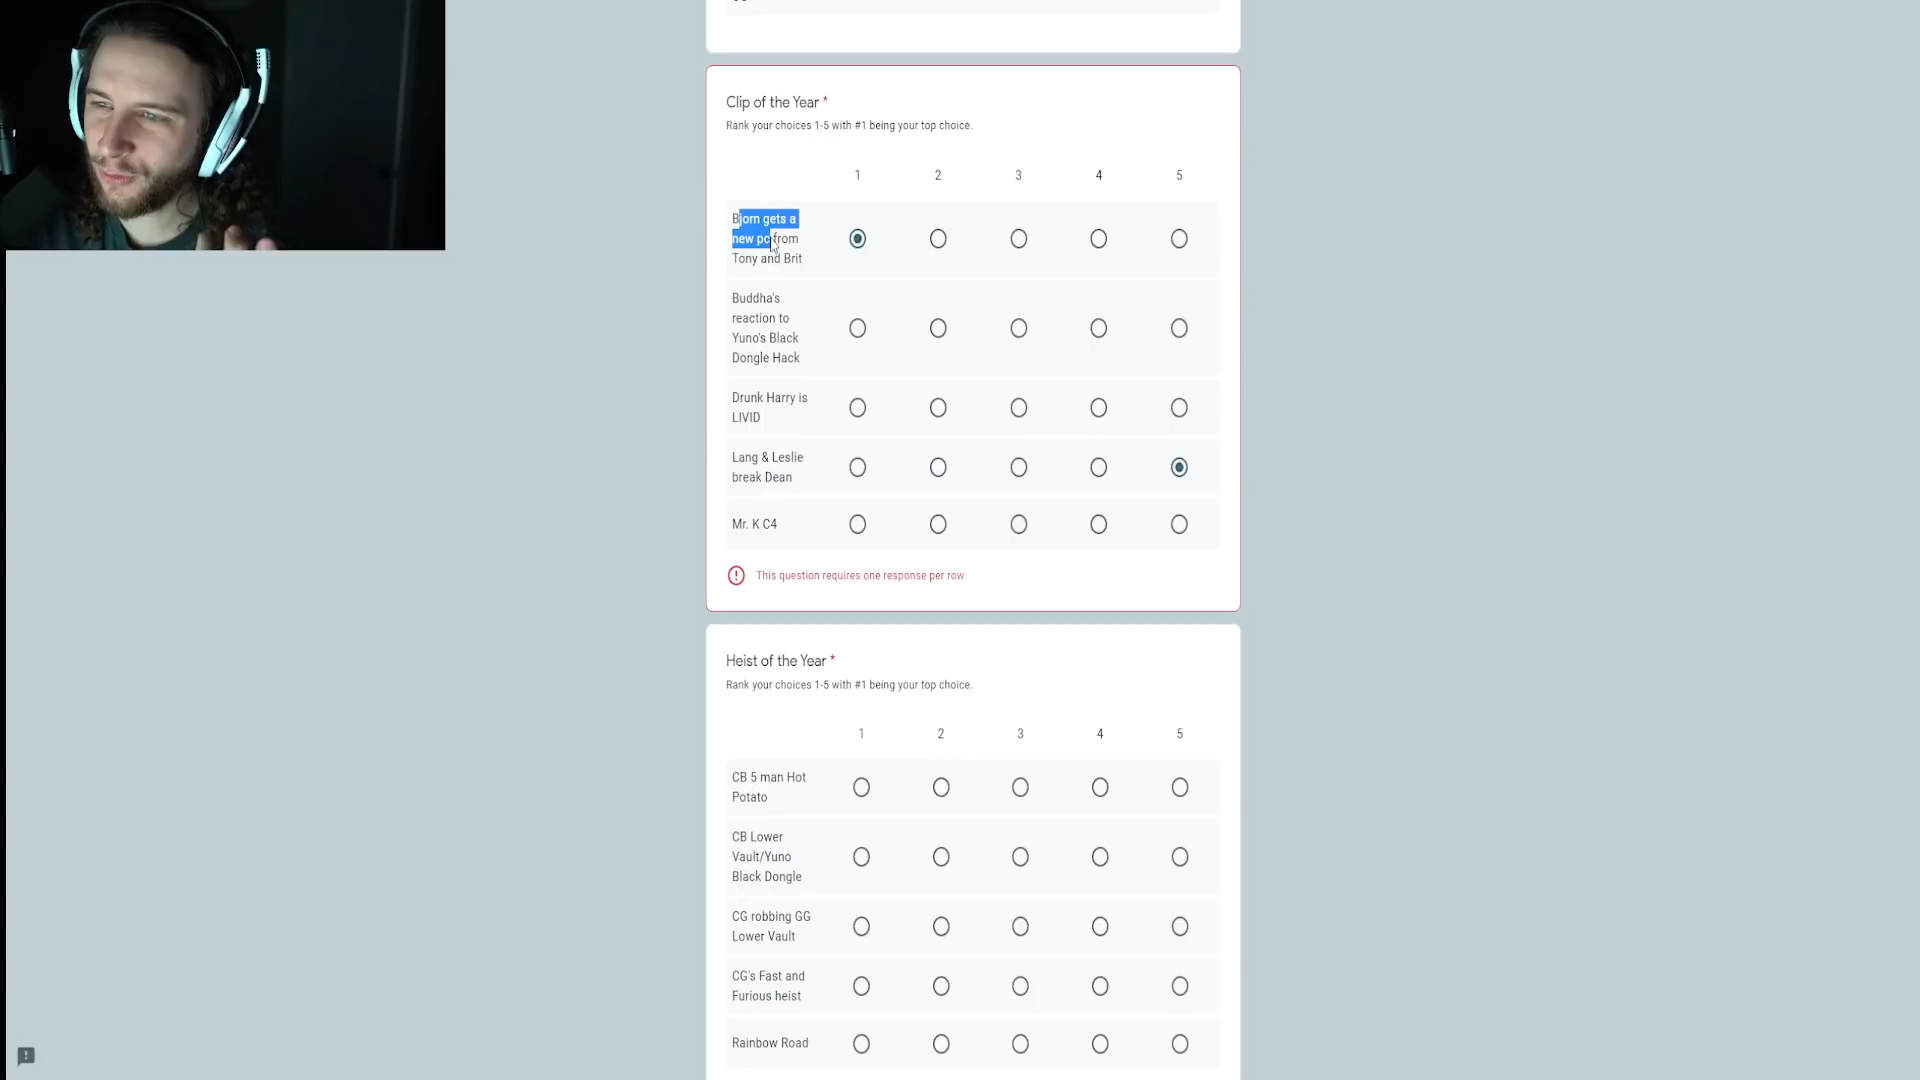 Clip of the Year *
Rank your choices 1-5 with #1 being your top choice.
1 2 3 4 5
Bjorn gets a
new pc from
Tony and Brit
Buddha's
reaction to
Yuno's Black
Dongle Hack
Drunk Harry is
LIVID
Lang & Leslie
break Dean
Mr. K C4
This question requires one response per row
Heist of the Year *
Rank your choices 1-5 with #1 being your top choice.
1 2 3 4 5
CB 5 man Hot
Potato
CB Lower
Vault/Yuno
Black Dongle
CG robbing GG
Lower Vault
CG's Fast and
Furious heist
Rainbow Road